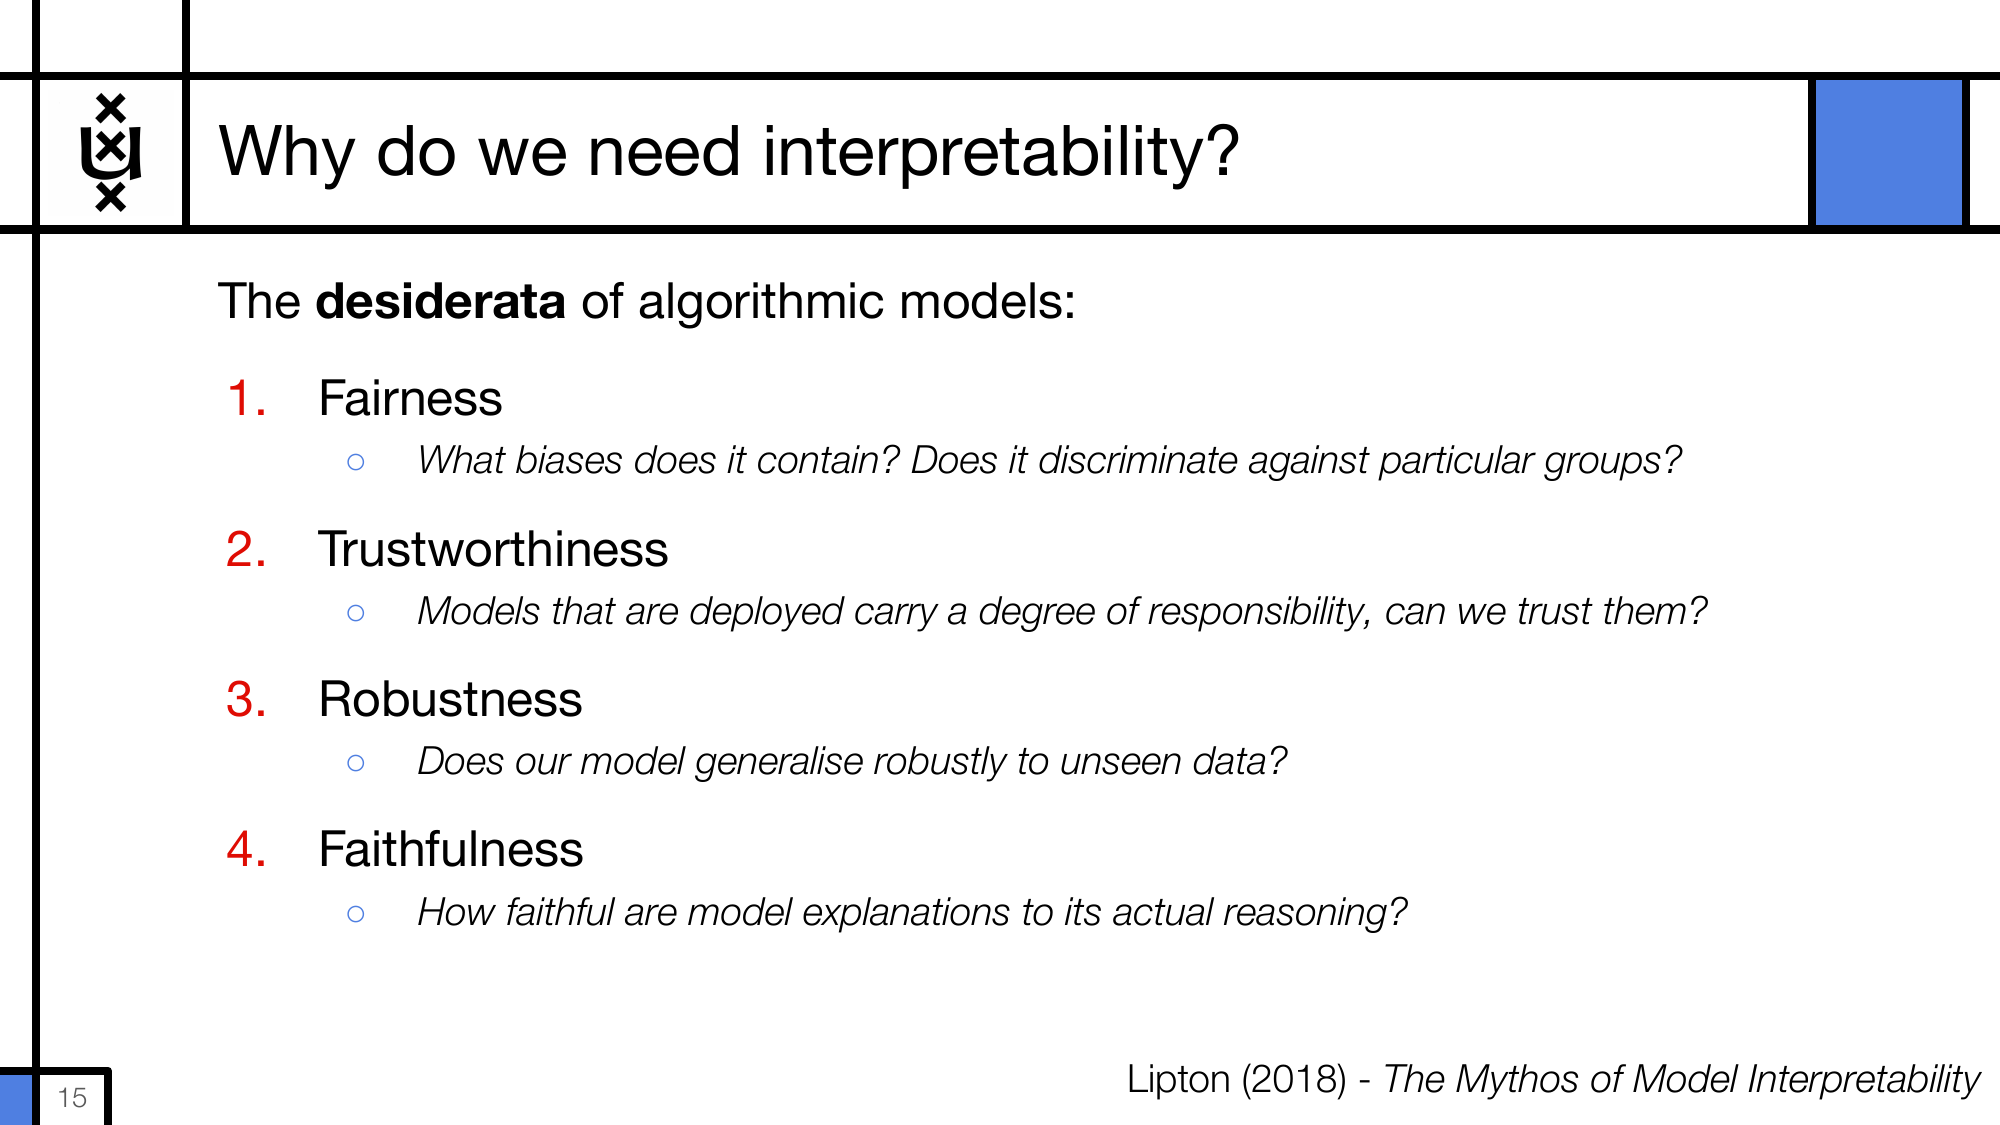 Why do we need interpretability?
The desiderata of algorithmic models:
1. Fairness
○ What biases does it contain? Does it discriminate against particular groups?
2. Trustworthiness
○ Models that are deployed carry a degree of responsibility, can we trust them?
3. Robustness
○ Does our model generalise robustly to unseen data?
4. Faithfulness
○ How faithful are model explanations to its actual reasoning?
Lipton (2018) - The Mythos of Model Interpretability
15